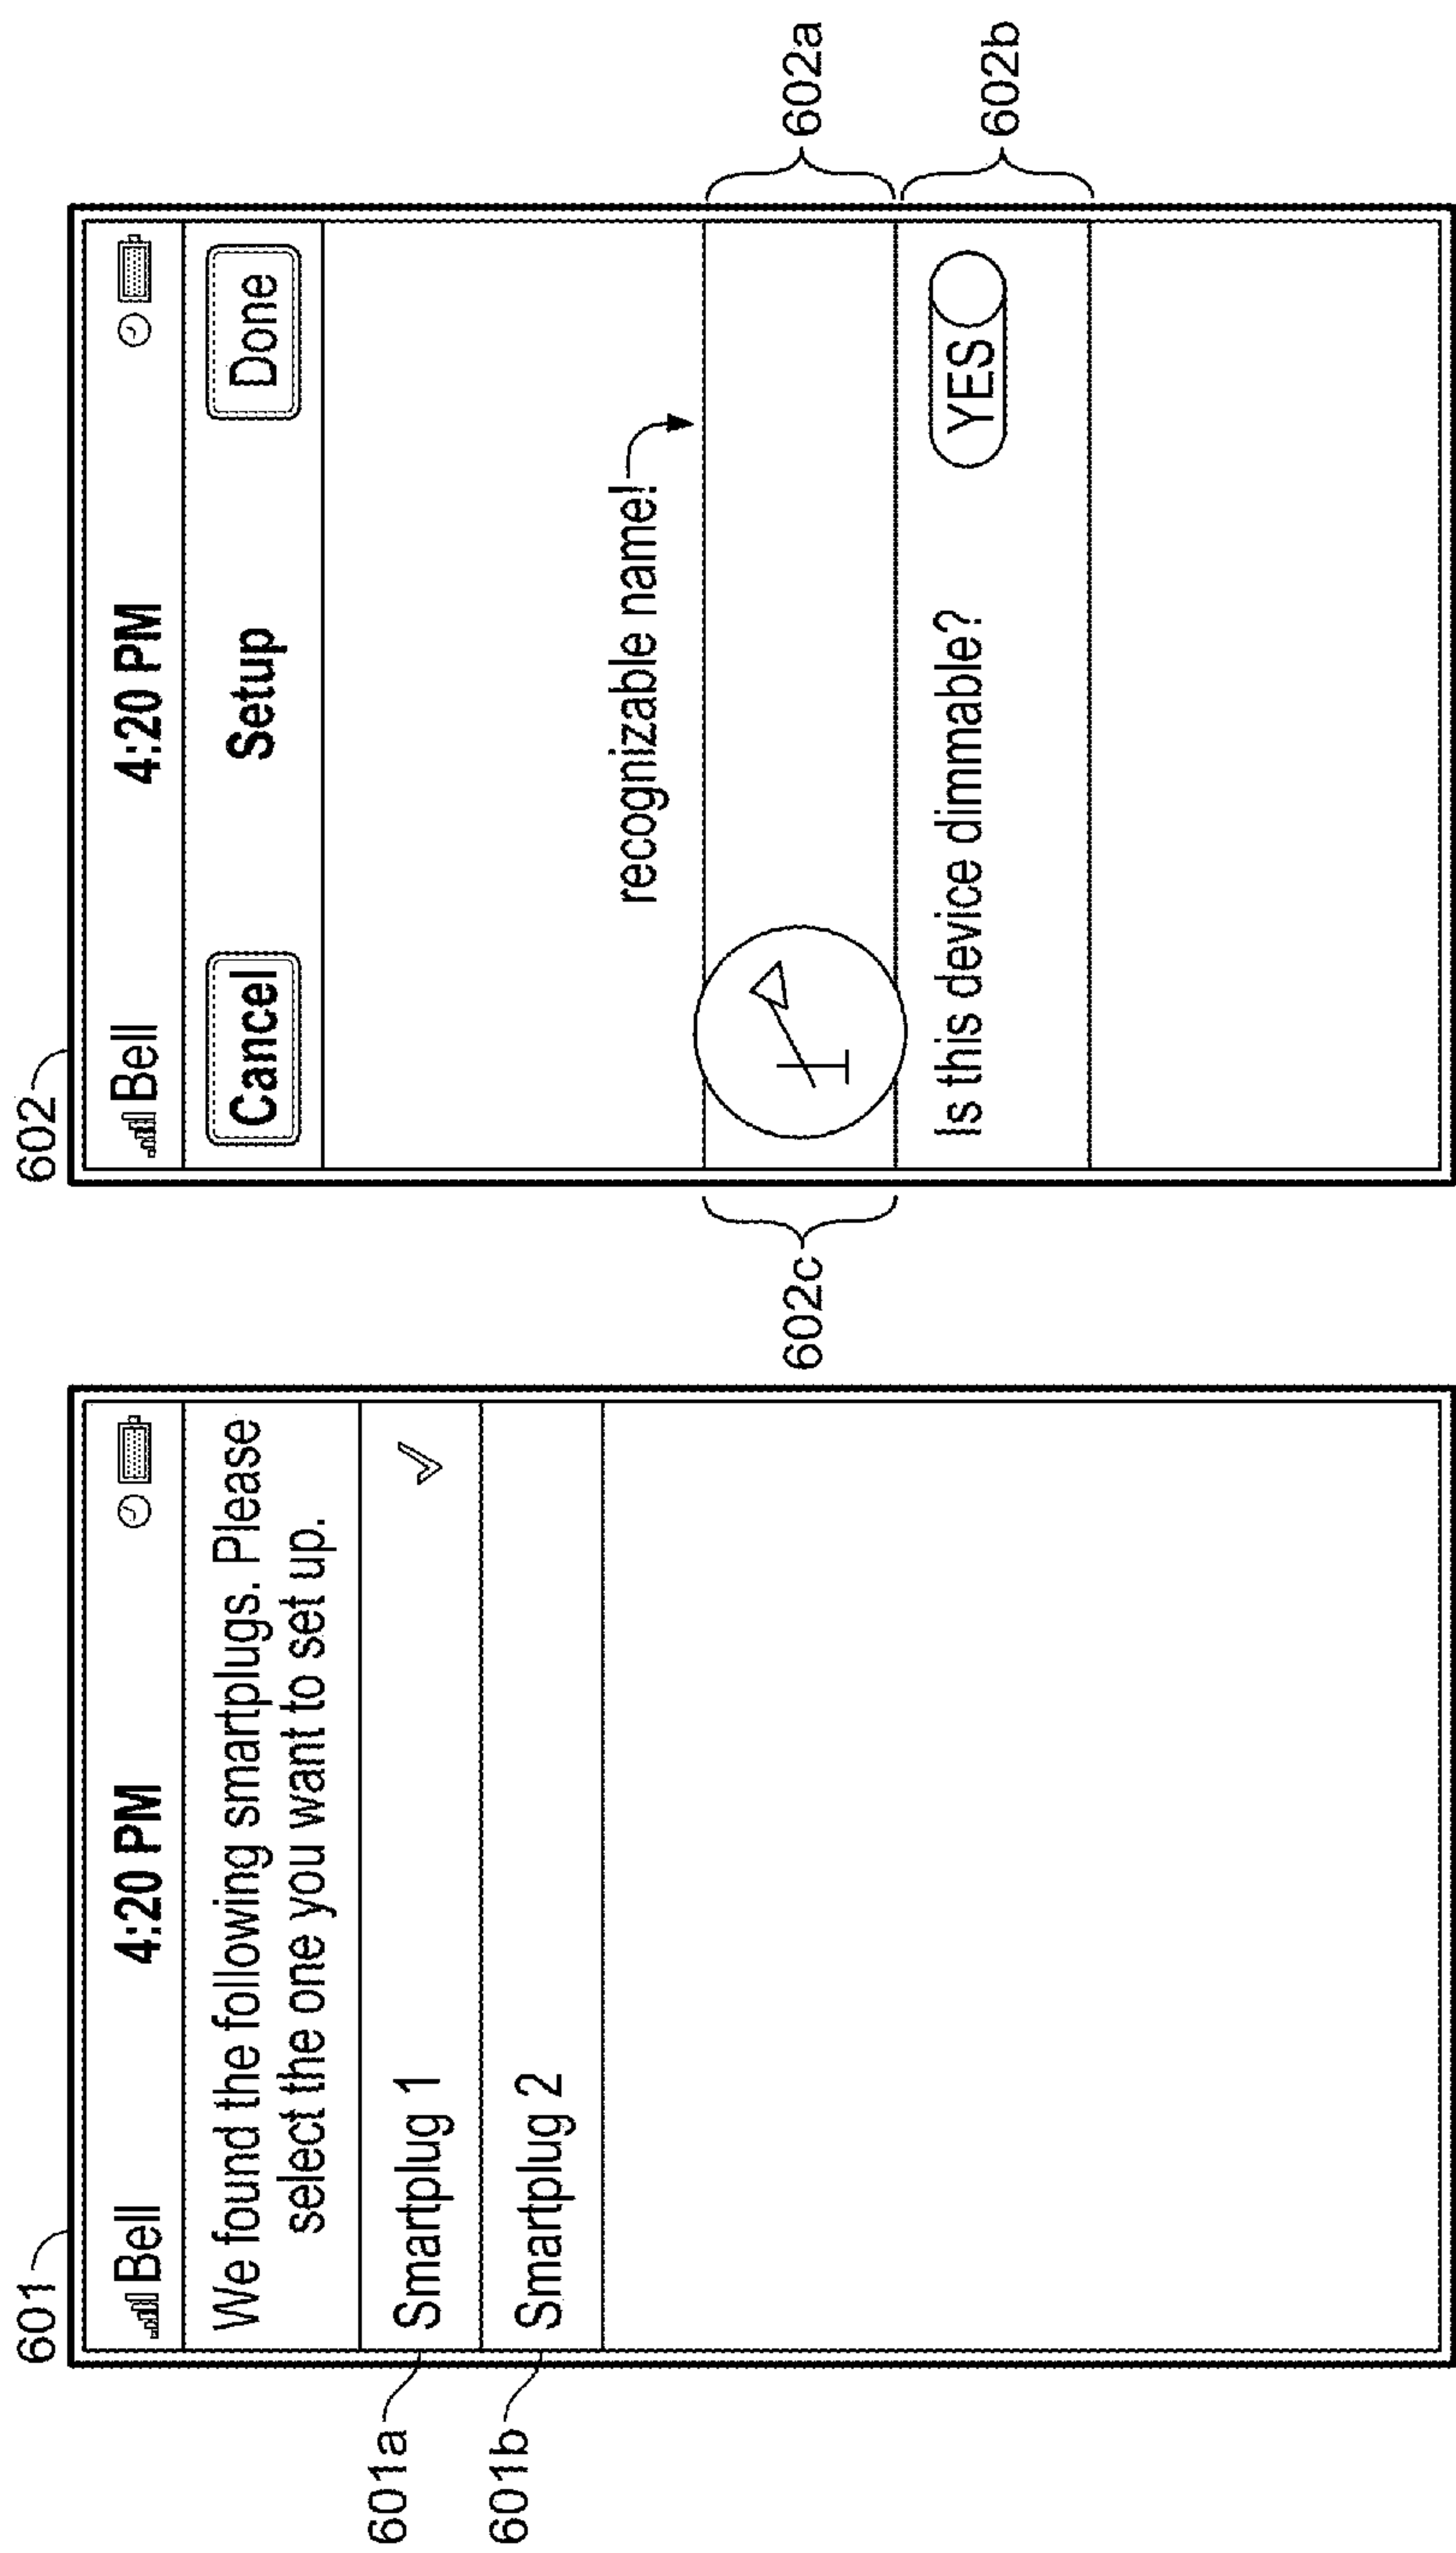 601
Bell 4:20 PM
We found the following smartplugs. Please
select the one you want to set up.
601a
Smartplug 1
601b
Smartplug 2
602
Bell 4:20 PM
Cancel Setup Done
recognizable name!
602c
602a
Is this device dimmable? YES
602b